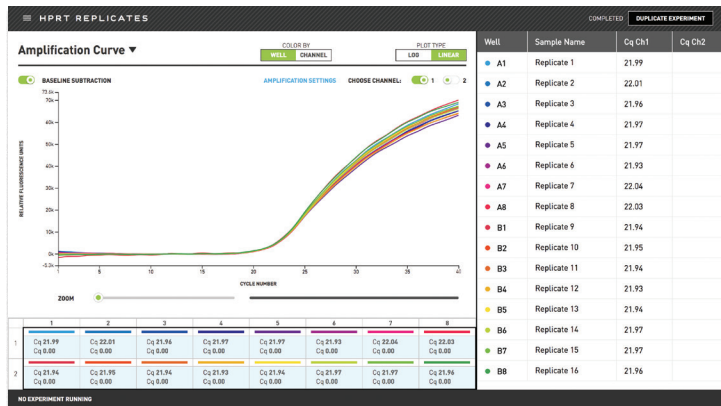 HPRT REPLICATES
COMPLETED
DUPLICATE EXPERIMENT
Amplification Curve ▼
COLOR BY
WELL CHANNEL
PLOT TYPE
LOG LINEAR
BASELINE SUBTRACTION
AMPLIFICATION SETTINGS
CHOOSE CHANNEL: 1 2
70k
60k
50k
40k
30k
20k
10k
0k
RELATIVE FLUORESCENCE UNITS
1 5 10 15 20 25 30 35 41
CYCLE NUMBER
ZOOM
1 2 3 4 5 6 7 8
1 Cq 21.99 Cq 22.01 Cq 21.96 Cq 21.97 Cq 21.97 Cq 21.93 Cq 22.04 Cq 22.03
Cq 0.00 Cq 0.00 Cq 0.00 Cq 0.00 Cq 0.00 Cq 0.00 Cq 0.00 Cq 0.00
2 Cq 21.94 Cq 21.95 Cq 21.94 Cq 21.93 Cq 21.94 Cq 21.97 Cq 21.97 Cq 21.96
Cq 0.00 Cq 0.00 Cq 0.00 Cq 0.00 Cq 0.00 Cq 0.00 Cq 0.00 Cq 0.00
Well Sample Name Cq Ch1 Cq Ch2
A1 Replicate 1 21.99
A2 Replicate 2 22.01
A3 Replicate 3 21.96
A4 Replicate 4 21.97
A5 Replicate 5 21.97
A6 Replicate 6 21.93
A7 Replicate 7 22.04
A8 Replicate 8 22.03
B1 Replicate 9 21.94
B2 Replicate 10 21.95
B3 Replicate 11 21.94
B4 Replicate 12 21.93
B5 Replicate 13 21.94
B6 Replicate 14 21.97
B7 Replicate 15 21.97
B8 Replicate 16 21.96
NO EXPERIMENT RUNNING